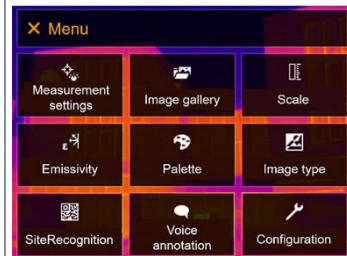 Menu
Measurement
settings
Image gallery
Scale
Emissivity
Palette
Image type
SiteRecognition
Voice
annotation
Configuration